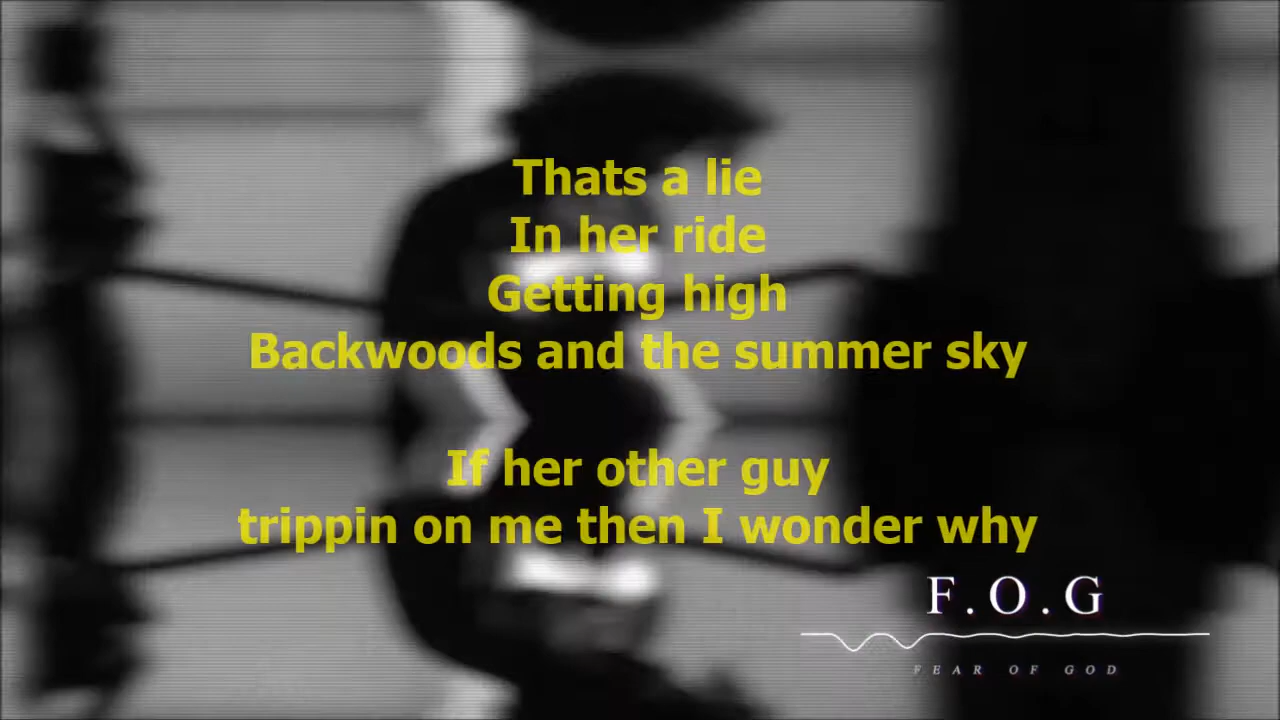 Thats a lie
In her ride
Getting high
Backwoods and the summer sky
If her other guy
trippin on me then I wonder why
F.O.G
FEAR OF GOD